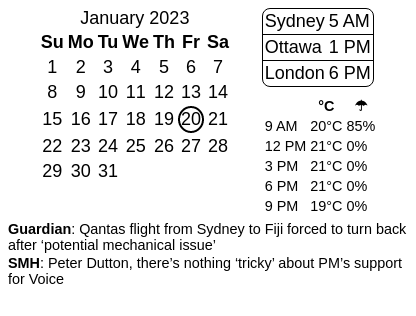 January 2023
Su Mo Tu We Th Fr Sa
1 2 3 4 5 6 7
8 9 10 11 12 13 14
15 16 17 18 19 20 21
22 23 24 25 26 27 28
29 30 31
Sydney 5 AM
Ottawa 1 PM
London 6 PM
°C ☂
9 AM 20°C 85%
12 PM 21°C 0%
3 PM 21°C 0%
6 PM 21°C 0%
9 PM 19°C 0%
Guardian: Qantas flight from Sydney to Fiji forced to turn back
after ‘potential mechanical issue’
SMH: Peter Dutton, there’s nothing ‘tricky’ about PM’s support
for Voice